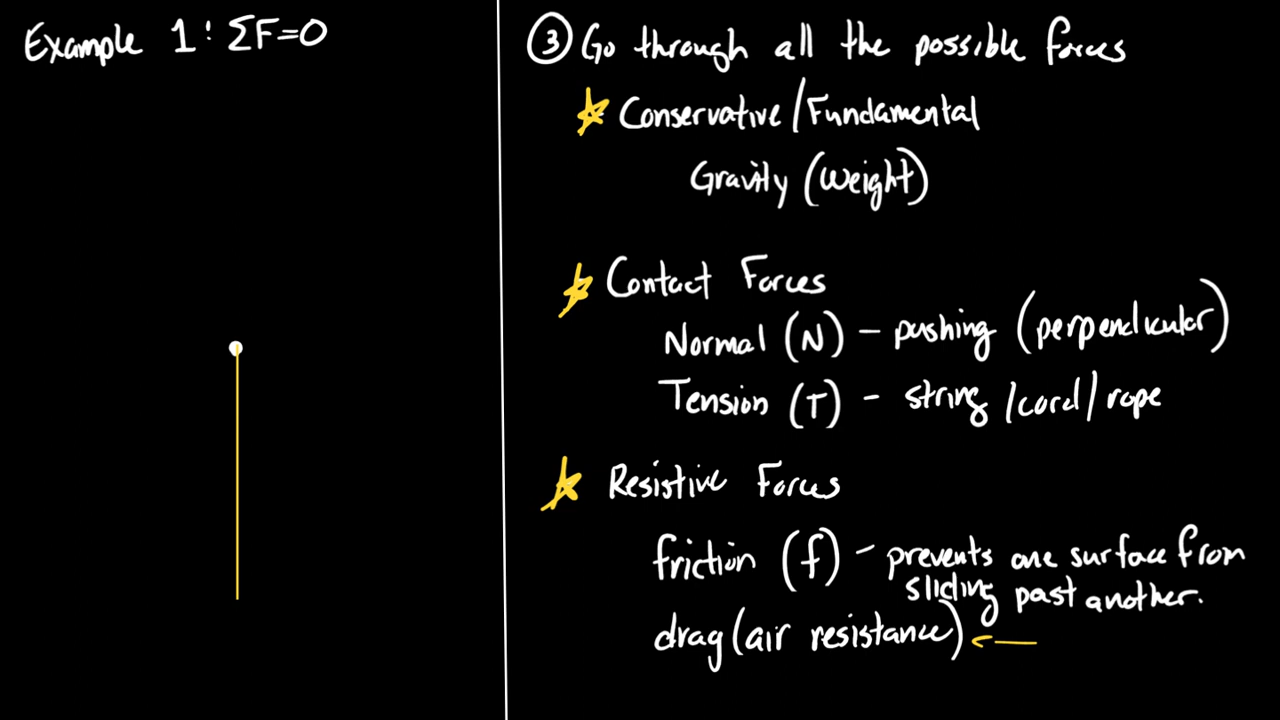 Example 1: ΣF=0
③ Go through all the possible forces
Conservative/Fundamental
Gravity (Weight)
Contact Forces
Normal (N) – pushing (perpendicular)
Tension (T) – string/cord/rope
Resistive Forces
friction (f) – prevents one surface from
sliding past another.
drag (air resistance) ←